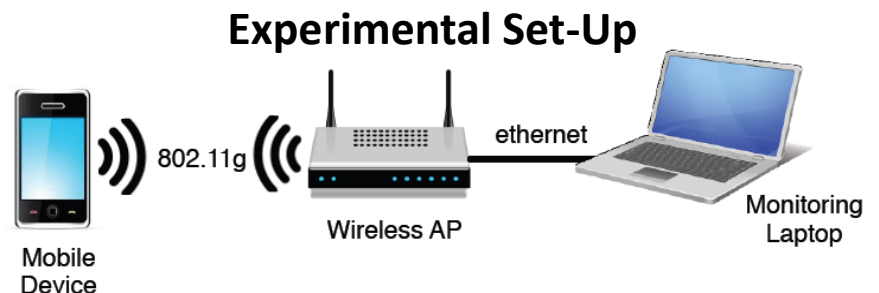 Experimental Set-Up
802.11g
ethernet
Wireless AP
Monitoring
Laptop
Mobile
Device